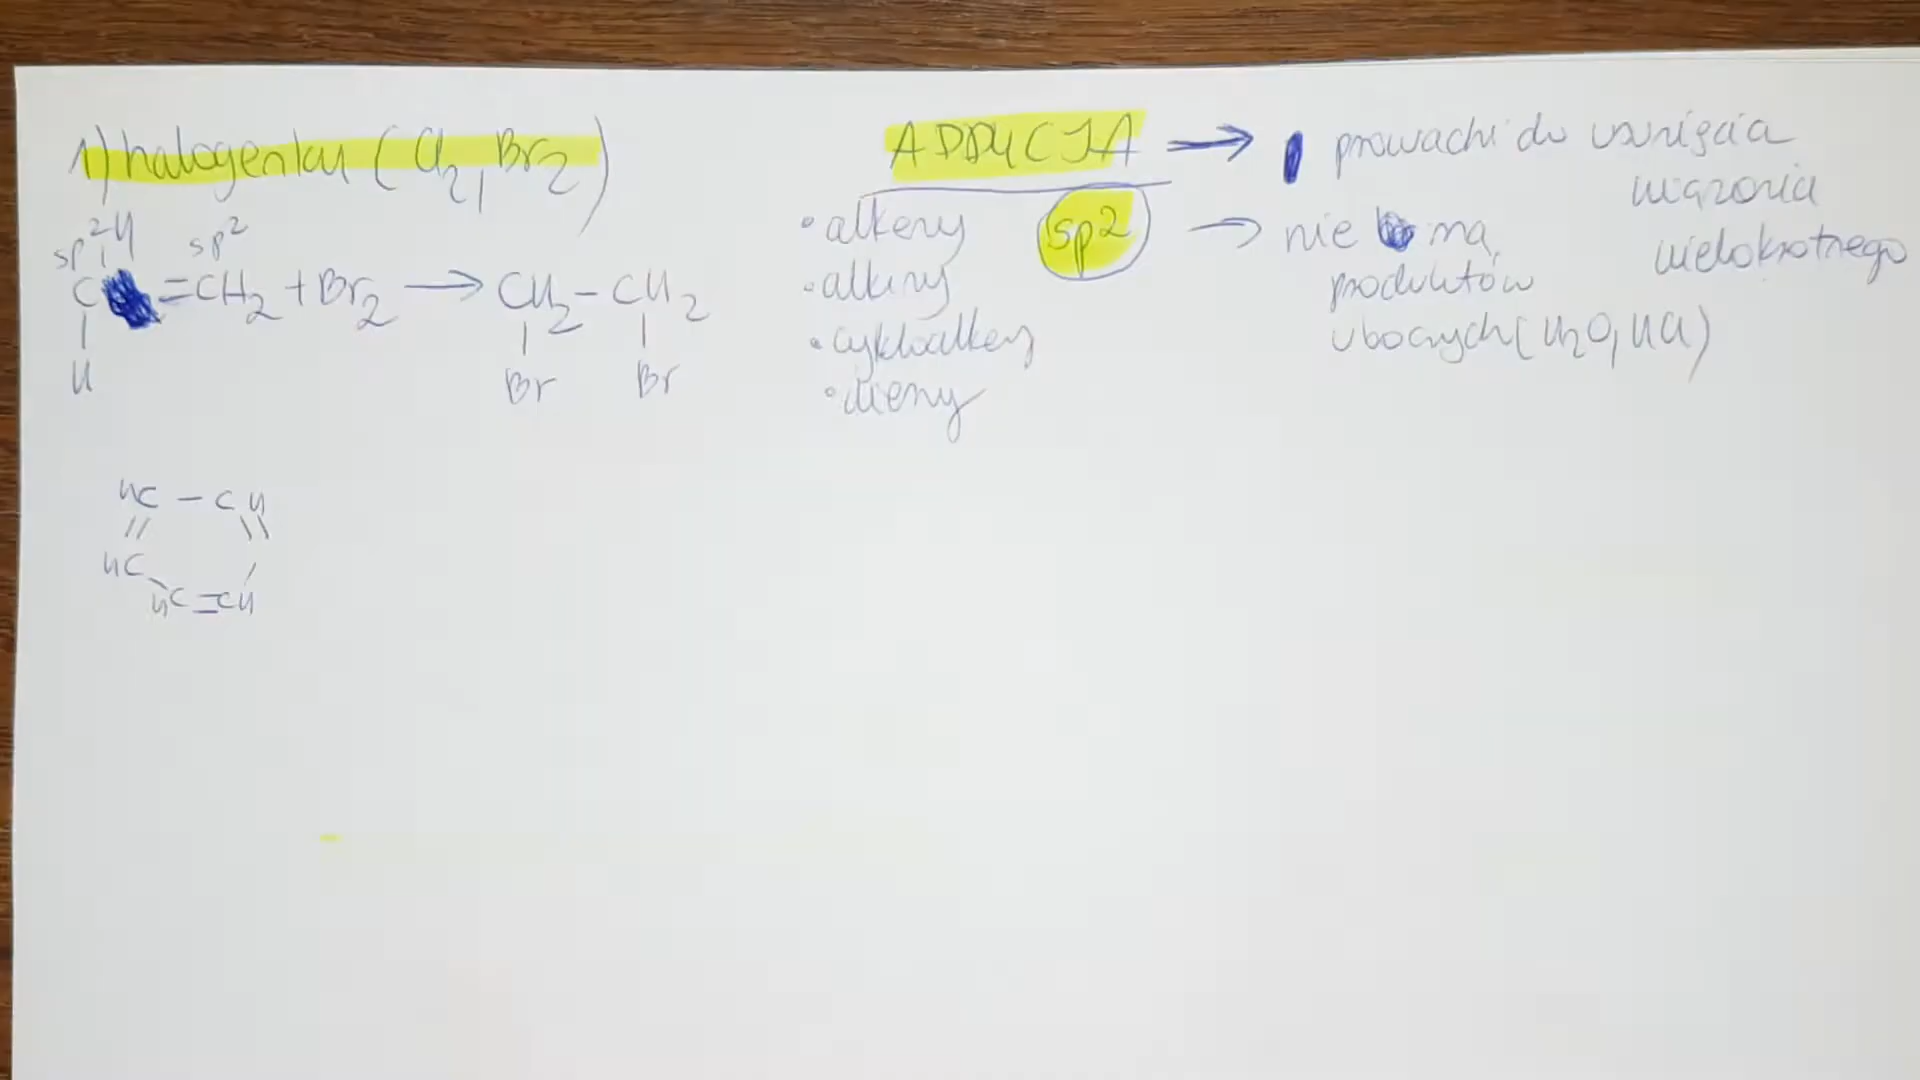 1) halogenki (Cl2, Br2)
sp2 H sp2
C =CH2 + Br2 → CH2 – CH2
H Br Br
HC – CH
HC
HC = CH
ADDYCJA → prowadzi do usunięcia
wiązania
wielokrotnego
sp2 → nie ma
produktów
ubocznych (H2O, HCl)
• alkeny
• alkiny
• cykloalkeny
• dieny